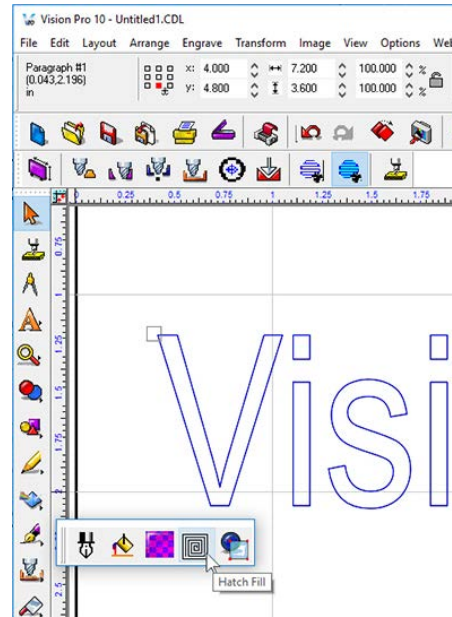 Vision Pro 10 - Untitled1.CDL
File Edit Layout Arrange Engrave Transform Image View Options Web
Paragraph #1
(0.043,2.196)
in
x: 4.000 7.200 100.000 %
y: 4.800 3.600 100.000 %
0 0.25 0.5 0.75 1 1.25 1.5 1.75
0.75
1
1.25
1.5
1.75
2
2.5
Visi
Hatch Fill